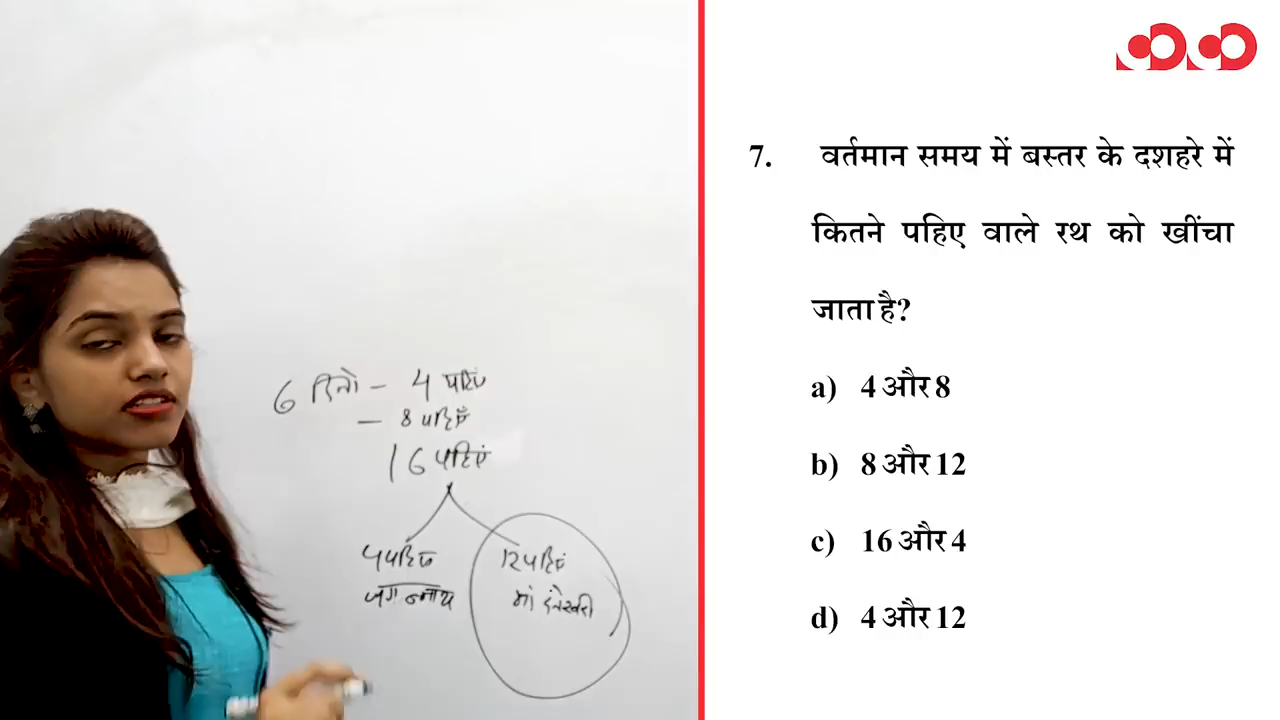 6 दिनो - 4 पहिए
- 8 पहिएँ
16 पहिएं
4 पहिए 12 पहिएं
जगन्नाथ मां दंतेश्वरी
7. वर्तमान समय में बस्तर के दशहरे में
कितने पहिए वाले रथ को खींचा
जाता है?
a) 4 और 8
b) 8 और 12
c) 16 और 4
d) 4 और 12